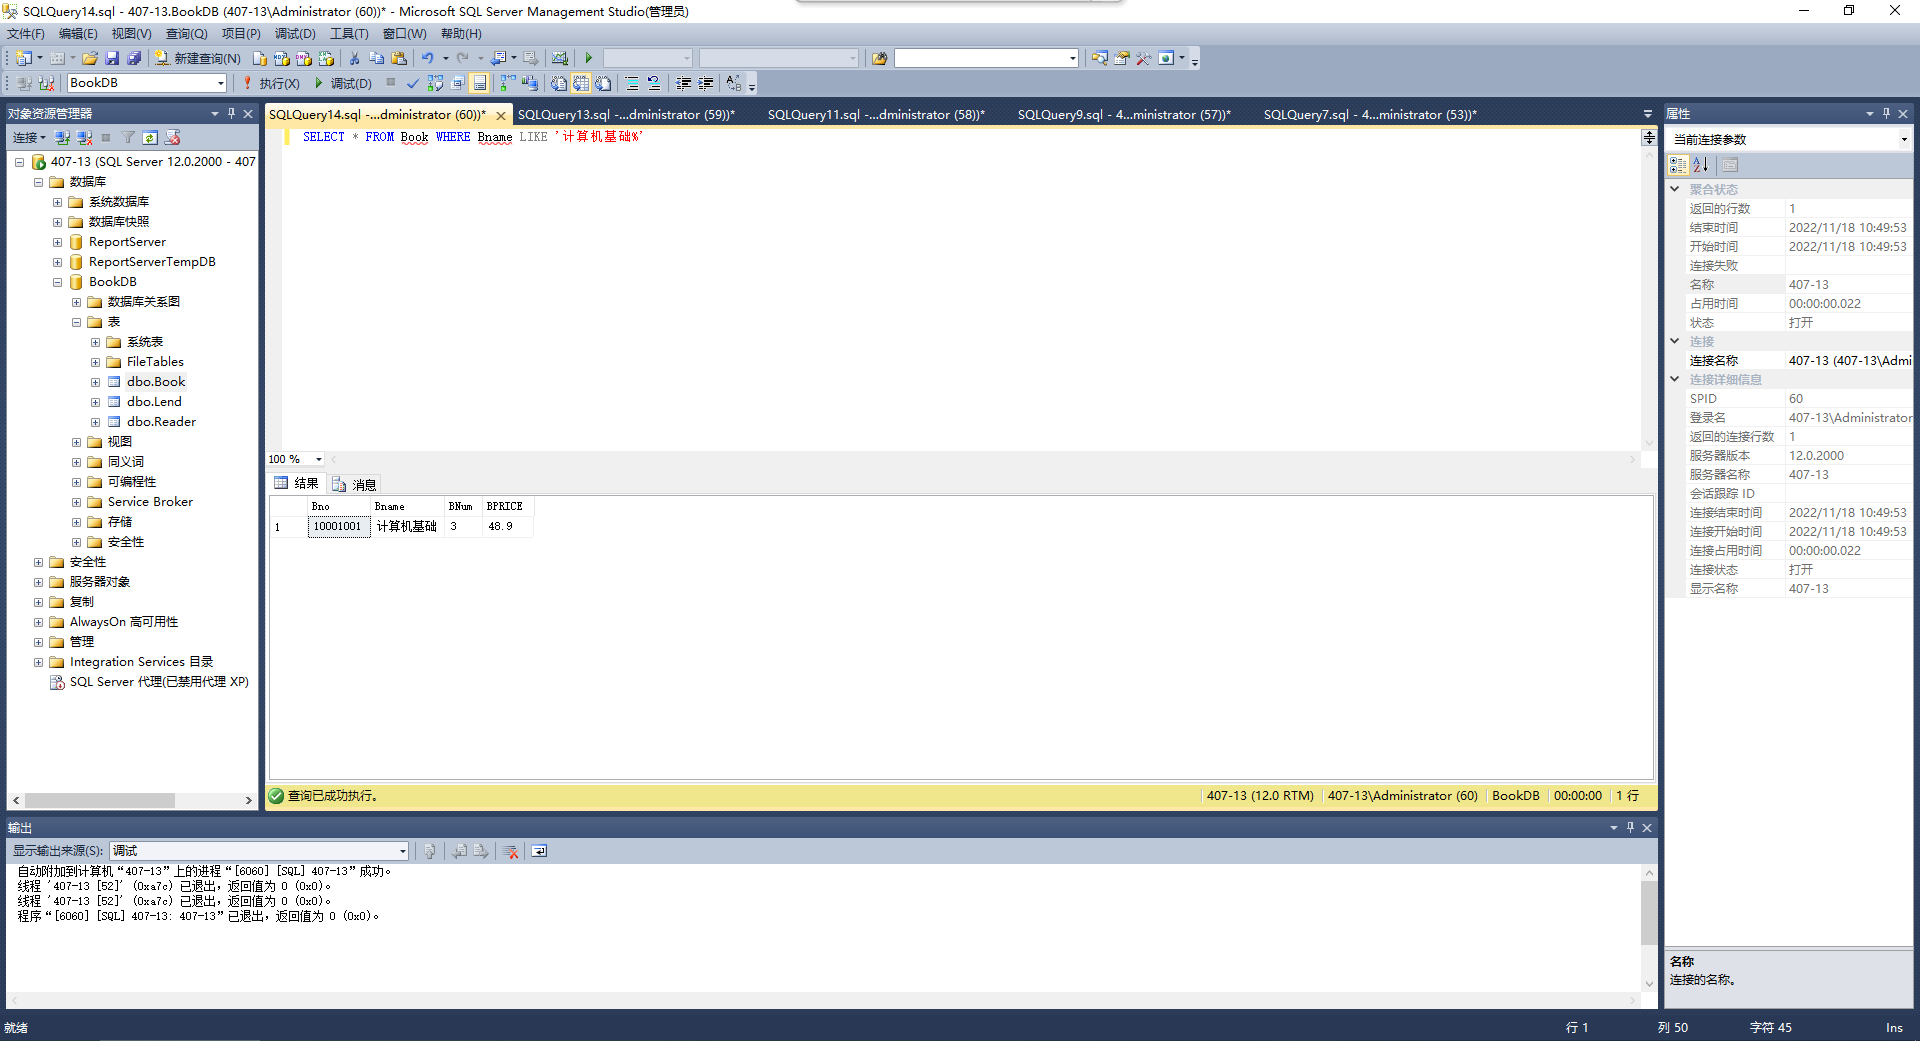 SQLQuery14.sql - 407-13.BookDB (407-13\Administrator (60))* - Microsoft SQL Server Management Studio(管理员)
文件(F) 编辑(E) 视图(V) 查询(Q) 项目(P) 调试(D) 工具(T) 窗口(W) 帮助(H)
新建查询(N)
BookDB 执行(X) 调试(D)
对象资源管理器
连接
407-13 (SQL Server 12.0.2000 - 407
数据库
系统数据库
数据库快照
ReportServer
ReportServerTempDB
BookDB
数据库关系图
表
系统表
FileTables
dbo.Book
dbo.Lend
dbo.Reader
视图
同义词
可编程性
Service Broker
存储
安全性
安全性
服务器对象
复制
AlwaysOn 高可用性
管理
Integration Services 目录
SQL Server 代理(已禁用代理 XP)
SQLQuery14.sql -...dministrator (60))* SQLQuery13.sql -...dministrator (59))* SQLQuery11.sql -...dministrator (58))* SQLQuery9.sql - 4...ministrator (57))* SQLQuery7.sql - 4...ministrator (53))*
SELECT * FROM Book WHERE Bname LIKE '计算机基础%'
100 %
结果 消息
Bno Bname BNum BPRICE
1 10001001 计算机基础 3 48.9
查询已成功执行。 407-13 (12.0 RTM) 407-13\Administrator (60) BookDB 00:00:00 1 行
属性
当前连接参数
聚合状态
返回的行数 1
结束时间 2022/11/18 10:49:53
开始时间 2022/11/18 10:49:53
连接失败
名称 407-13
占用时间 00:00:00.022
状态 打开
连接
连接名称 407-13 (407-13\Admi
连接详细信息
SPID 60
登录名 407-13\Administrator
返回的连接行数 1
服务器版本 12.0.2000
服务器名称 407-13
会话跟踪 ID
连接结束时间 2022/11/18 10:49:53
连接开始时间 2022/11/18 10:49:53
连接占用时间 00:00:00.022
连接状态 打开
显示名称 407-13
名称
连接的名称。
输出
显示输出来源(S): 调试
自动附加到计算机“407-13”上的进程“[6060] [SQL] 407-13”成功。
线程 '407-13 [52]' (0xa7c) 已退出，返回值为 0 (0x0)。
线程 '407-13 [52]' (0xa7c) 已退出，返回值为 0 (0x0)。
程序“[6060] [SQL] 407-13: 407-13”已退出，返回值为 0 (0x0)。
就绪 行 1 列 50 字符 45 Ins